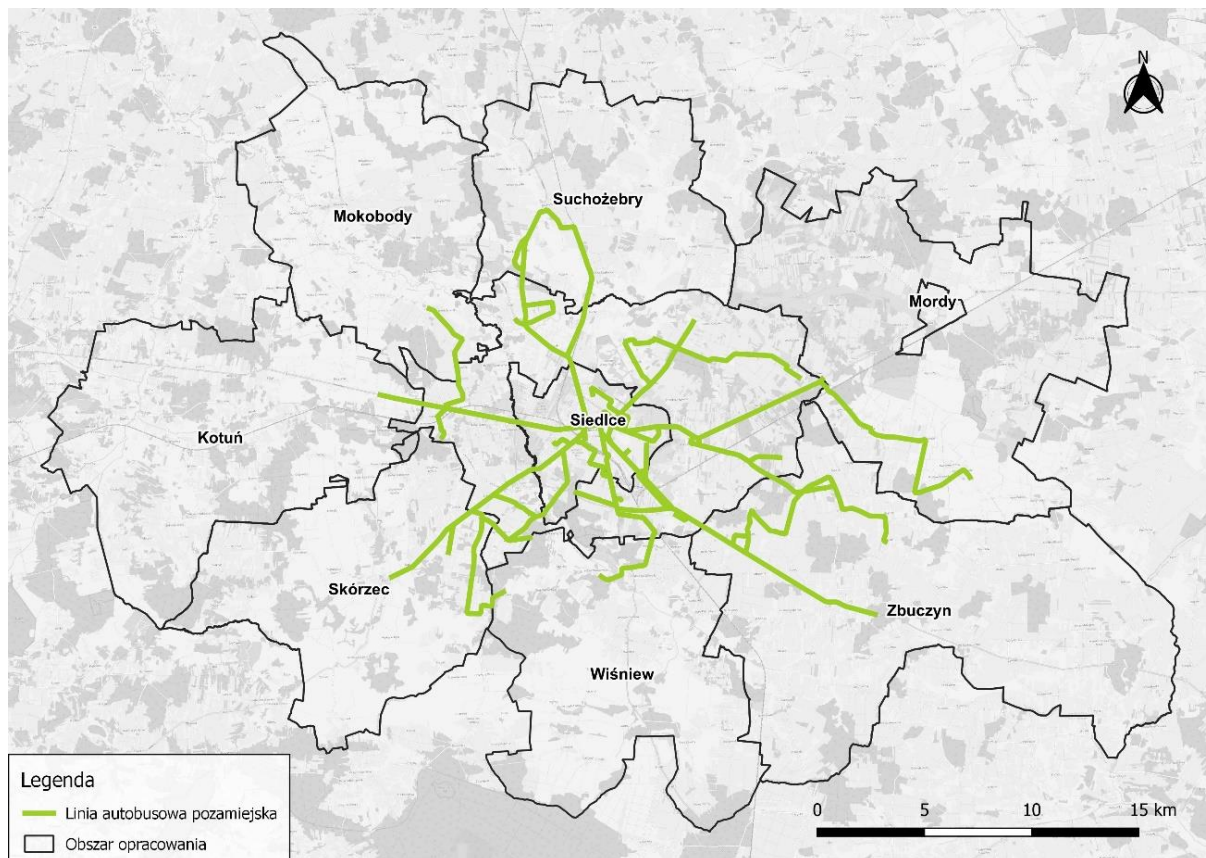 N
Suchożebry
Mokobody
Mordy
Siedlce
Kotuń
Skórzec
Zbuczyn
Wiśniew
Legenda
Linia autobusowa pozamiejska
Obszar opracowania
0 5 10 15 km